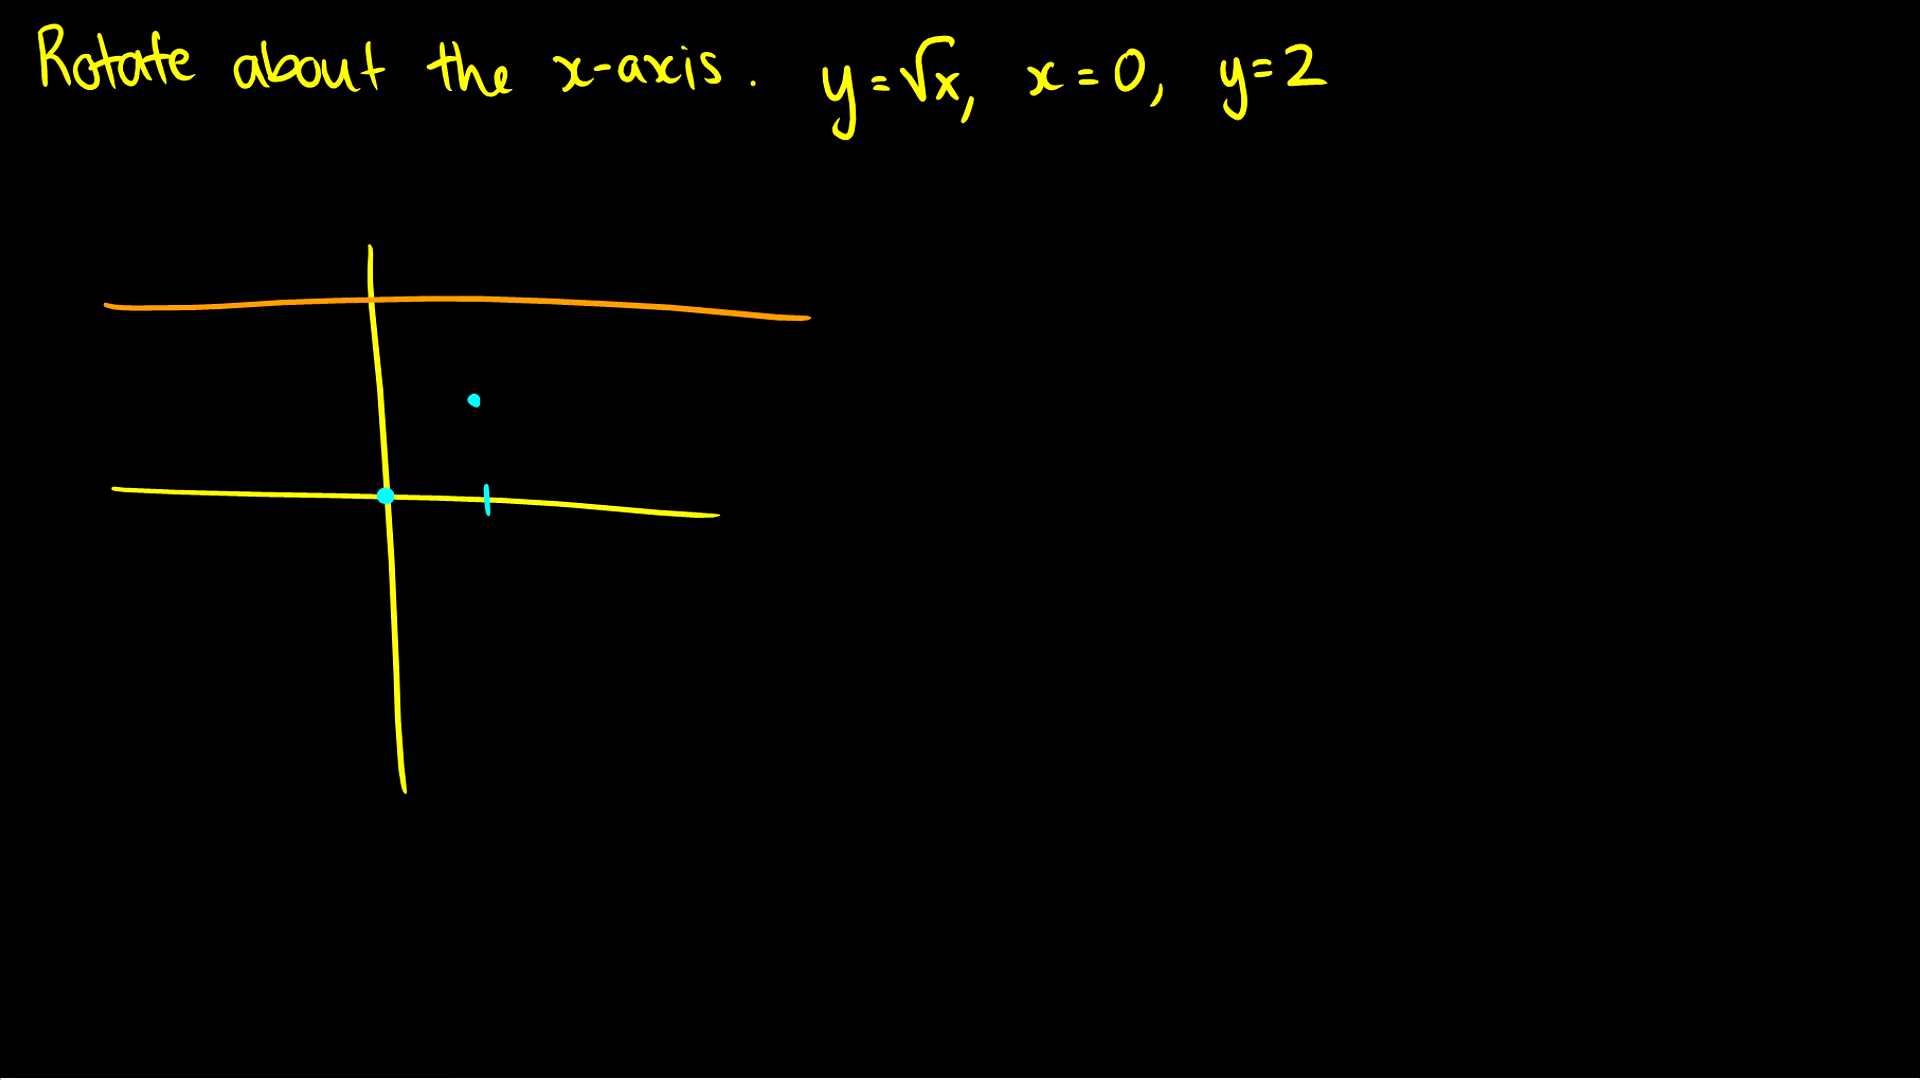 Rotate about the x-axis. y=√x, x=0, y=2